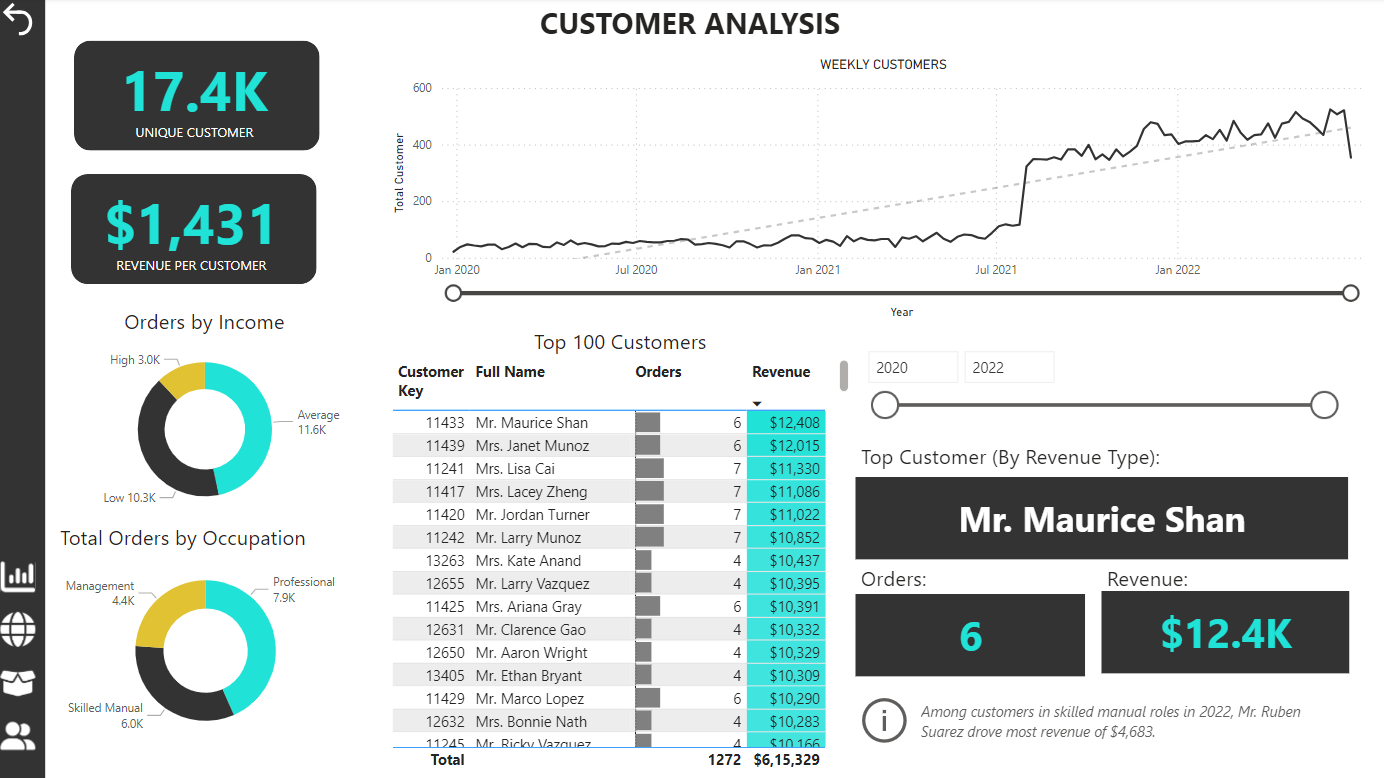 CUSTOMER ANALYSIS
17.4K
UNIQUE CUSTOMER
$1,431
REVENUE PER CUSTOMER
WEEKLY CUSTOMERS
Total Customer
600
400
200
0
Jan 2020
Jul 2020
Jan 2021
Jul 2021
Jan 2022
Year
Orders by Income
High 3.0K
Average
11.6K
Low 10.3K
Total Orders by Occupation
Management
4.4K
Professional
7.9K
Skilled Manual
6.0K
Top 100 Customers
Customer Key Full Name Orders Revenue
11433 Mr. Maurice Shan 6 $12,408
11439 Mrs. Janet Munoz 6 $12,015
11241 Mrs. Lisa Cai 7 $11,330
11417 Mrs. Lacey Zheng 7 $11,086
11420 Mr. Jordan Turner 7 $11,022
11242 Mr. Larry Munoz 7 $10,852
13263 Mrs. Kate Anand 4 $10,437
12655 Mr. Larry Vazquez 4 $10,395
11425 Mrs. Ariana Gray 6 $10,391
12631 Mr. Clarence Gao 4 $10,332
12650 Mr. Aaron Wright 4 $10,329
13405 Mr. Ethan Bryant 4 $10,309
11429 Mr. Marco Lopez 6 $10,290
12632 Mrs. Bonnie Nath 4 $10,283
11245 Mr. Ricky Vazquez 4 $10,166
Total 1272 $6,15,329
2020 2022
Top Customer (By Revenue Type):
Mr. Maurice Shan
Orders: Revenue:
6 $12.4K
Among customers in skilled manual roles in 2022, Mr. Ruben
Suarez drove most revenue of $4,683.